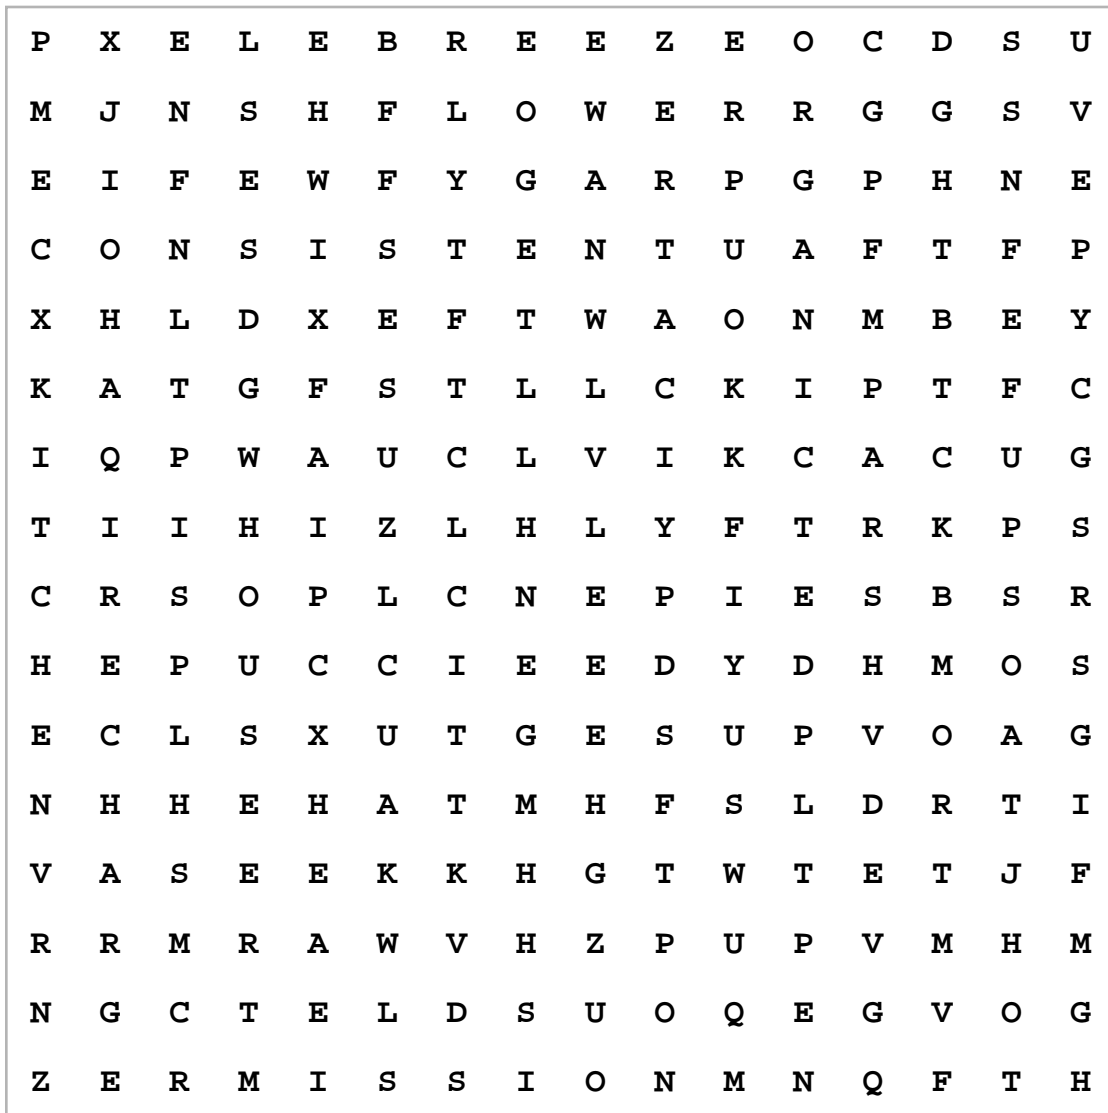 P X E L E B R E E Z E O C D S U
M J N S H F L O W E R R G G S V
E I F E W F Y G A R P G P H N E
C O N S I S T E N T U A F T F P
X H L D X E F T W A O N M B E Y
K A T G F S T L L C K I P T F C
I Q P W A U C L V I K C A C U G
T I I H I Z L H L Y F T R K P S
C R S O P L C N E P I E S B S R
H E P U C C I E E D Y D H M O S
E C L S X U T G E S U P V O A G
N H H E H A T M H F S L D R T I
V A S E E K K H G T W T E T J F
R R M R A W V H Z P U P V M H M
N G C T E L D S U O Q E G V O G
Z E R M I S S I O N M N Q F T H